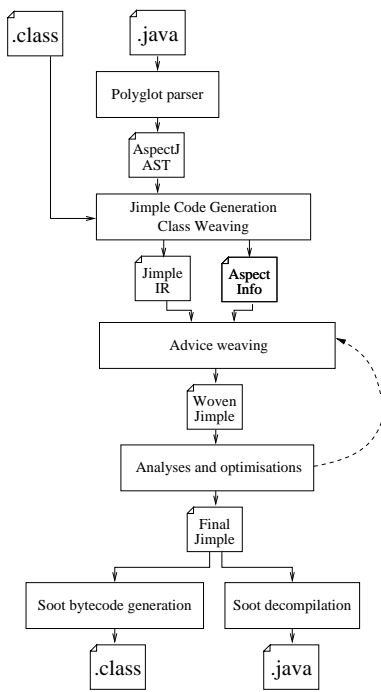 .class
.java
Polyglot parser
AspectJ
AST
Jimple Code Generation
Class Weaving
Jimple
IR
Aspect
Info
Advice weaving
Woven
Jimple
Analyses and optimisations
Final
Jimple
Soot bytecode generation
Soot decompilation
.class
.java